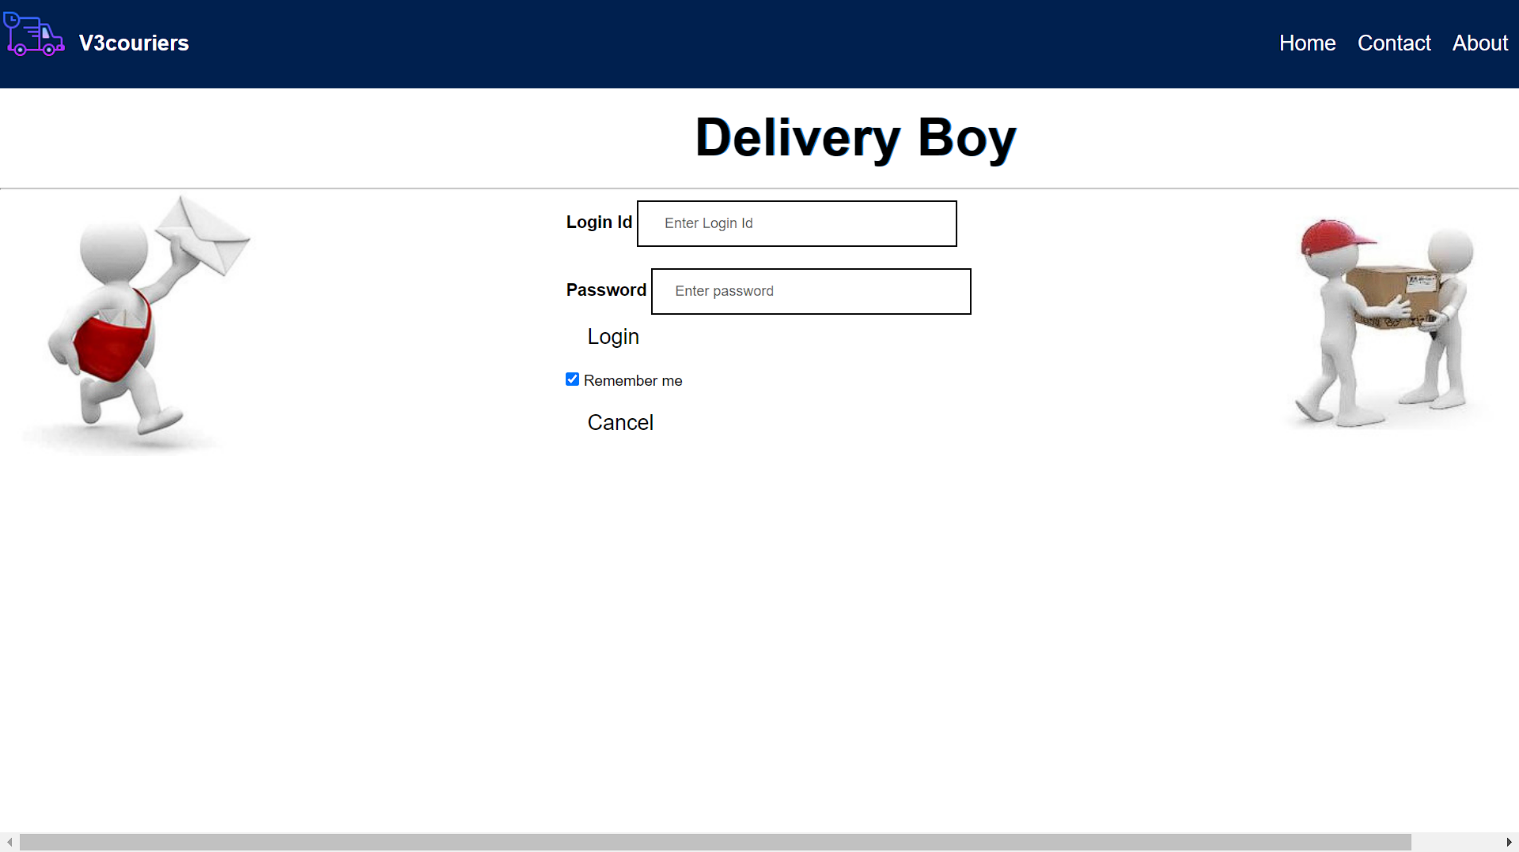 V3couriers
Home Contact About
Delivery Boy
Login Id Enter Login Id
Password Enter password
Login
Remember me
Cancel